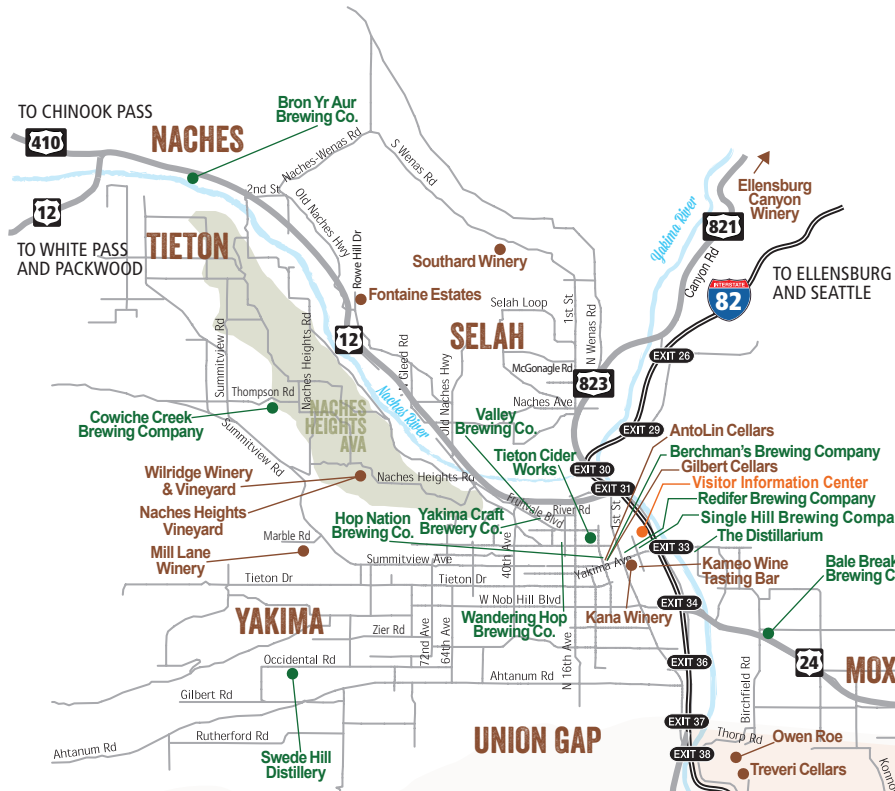 TO CHINOOK PASS
410
NACHES
Bron Yr Aur
Brewing Co.
12
TO WHITE PASS
AND PACKWOOD
TIETON
2nd St
Naches-Wenas Rd
S Wenas Rd
Old Naches Hwy
Rowe Hill Dr
Yakima River
Ellensburg
Canyon
Winery
821
Canyon Rd
INTERSTATE
82
TO ELLENSBURG
AND SEATTLE
Southard Winery
Fontaine Estates
Selah Loop
1st St
N Wenas Rd
SELAH
12
McGonagle Rd
823
Naches Ave
EXIT 26
Summitview Rd
Naches Heights Rd
N Gleed Rd
Old Naches Hwy
Thompson Rd
NACHES
HEIGHTS
AVA
Naches River
Cowiche Creek
Brewing Company
Summitview Rd
Valley
Brewing Co.
EXIT 29
AntoLin Cellars
Berchman's Brewing Company
Tieton Cider
Works
EXIT 30
Gilbert Cellars
Wilridge Winery
& Vineyard
Naches Heights Rd
EXIT 31
Visitor Information Center
Redifer Brewing Company
Naches Heights
Vineyard
Hop Nation
Brewing Co.
Yakima Craft
Brewery Co.
Fruitvale Blvd
River Rd
1st St
Single Hill Brewing Compa
Marble Rd
Mill Lane
Winery
EXIT 33
The Distillarium
Summitview Ave
40th Ave
Yakima Ave
Kameo Wine
Tasting Bar
Bale Break
Brewing C
Tieton Dr
Tieton Dr
W Nob Hill Blvd
EXIT 34
YAKIMA
Zier Rd
72nd Ave
64th Ave
Wandering Hop
Brewing Co.
Kana Winery
N 16th Ave
Occidental Rd
EXIT 36
24
MOX
Ahtanum Rd
Gilbert Rd
Birchfield Rd
Rutherford Rd
EXIT 37
Ahtanum Rd
Swede Hill
Distillery
UNION GAP
Thorp Rd
Owen Roe
EXIT 38
Treveri Cellars
Konno